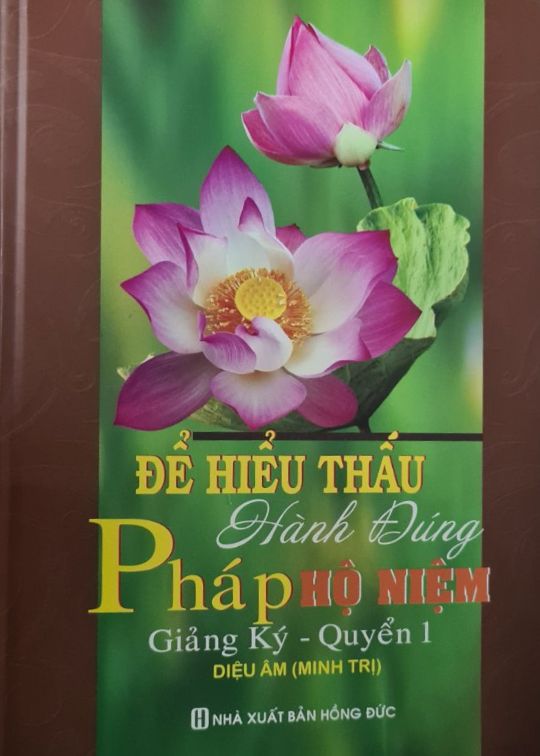 ĐỂ HIỂU THẤU
Hành Đúng
Pháp HỘ NIỆM
Giảng Ký - Quyển 1
DIỆU ÂM (MINH TRỊ)
NHÀ XUẤT BẢN HỒNG ĐỨC